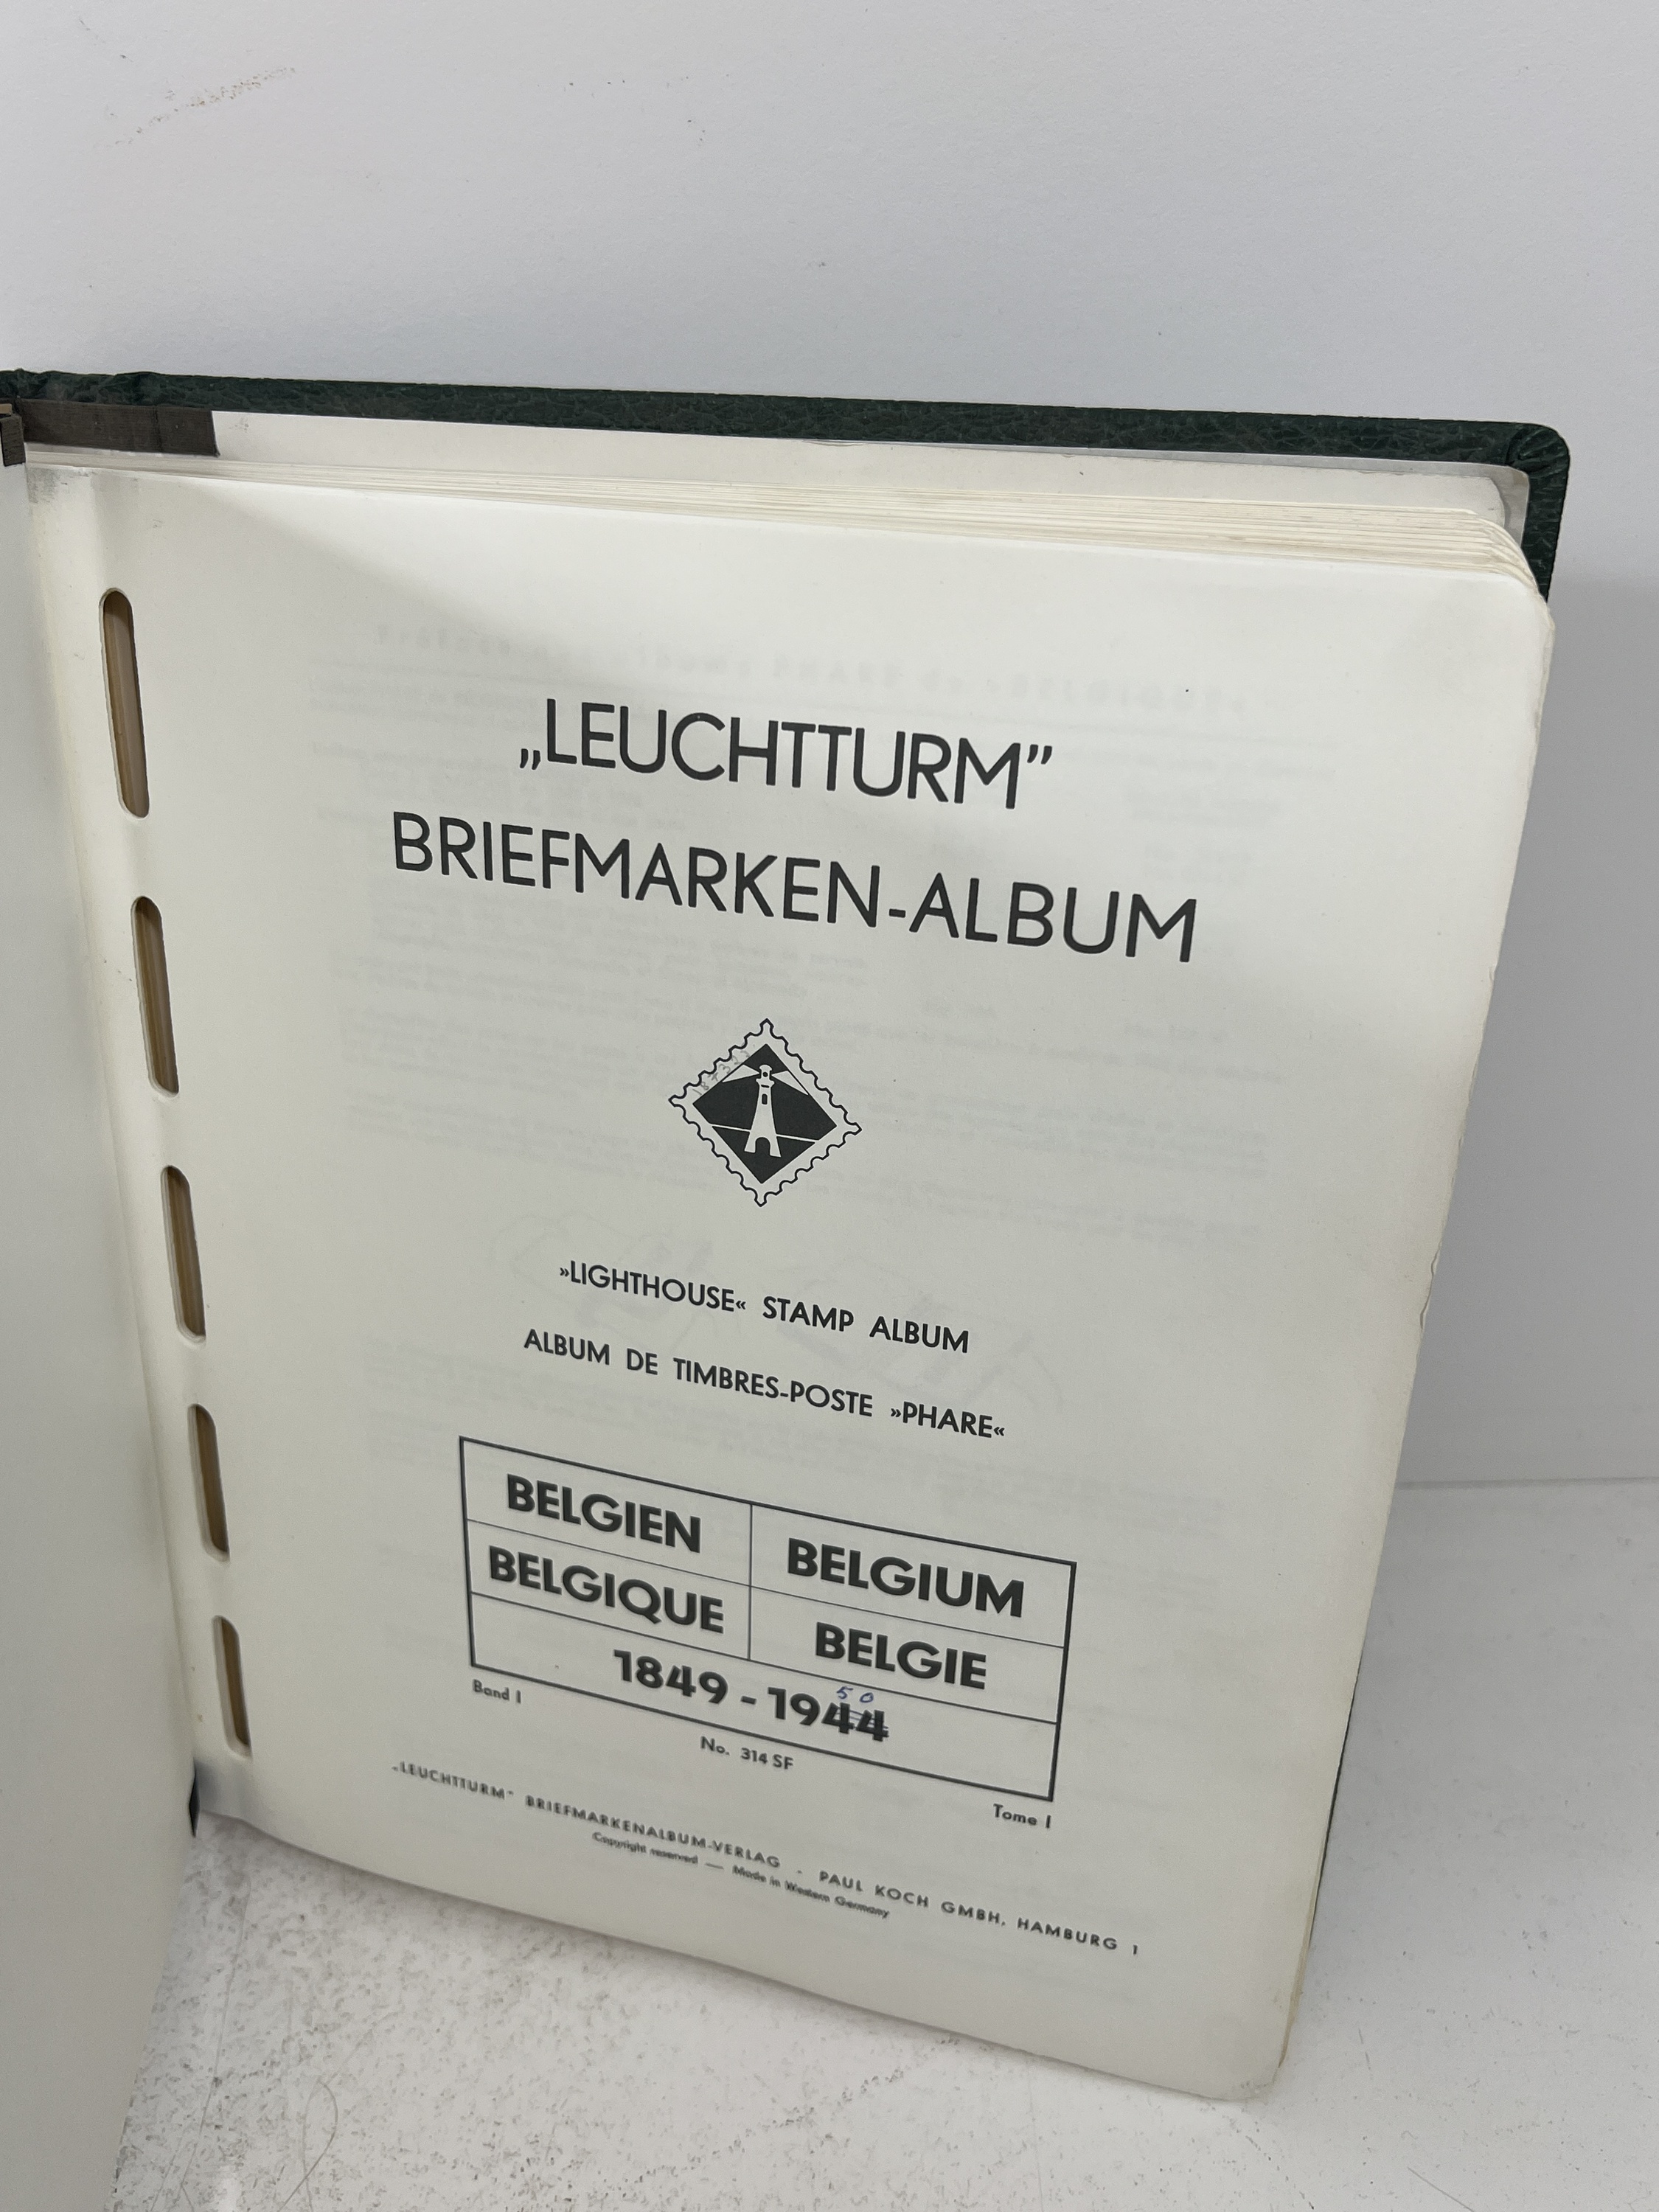 „LEUCHTTURM”
BRIEFMARKEN-ALBUM
»LIGHTHOUSE« STAMP ALBUM
ALBUM DE TIMBRES-POSTE »PHARE«
BELGIEN BELGIUM
BELGIQUE BELGIE
50
1849 - 1944
Band I No. 314 SF Tome I
„LEUCHTTURM” BRIEFMARKENALBUM-VERLAG - PAUL KOCH GMBH, HAMBURG 1
Copyright reserved — Made in Western Germany